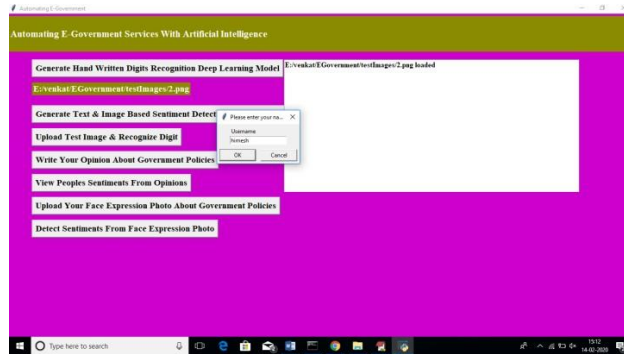 Automating E-Government
Automating E-Government Services With Artificial Intelligence
Generate Hand Written Digits Recognition Deep Learning Model
E:/venkat/EGovernment/testImages/2.png loaded
E:/venkat/EGovernment/testImages/2.png
Generate Text & Image Based Sentiment Detect
Please enter your na...
Username
himesh
OK
Cancel
Upload Test Image & Recognize Digit
Write Your Opinion About Government Policies
View Peoples Sentiments From Opinions
Upload Your Face Expression Photo About Government Policies
Detect Sentiments From Face Expression Photo
Type here to search
15:12
14-02-2020